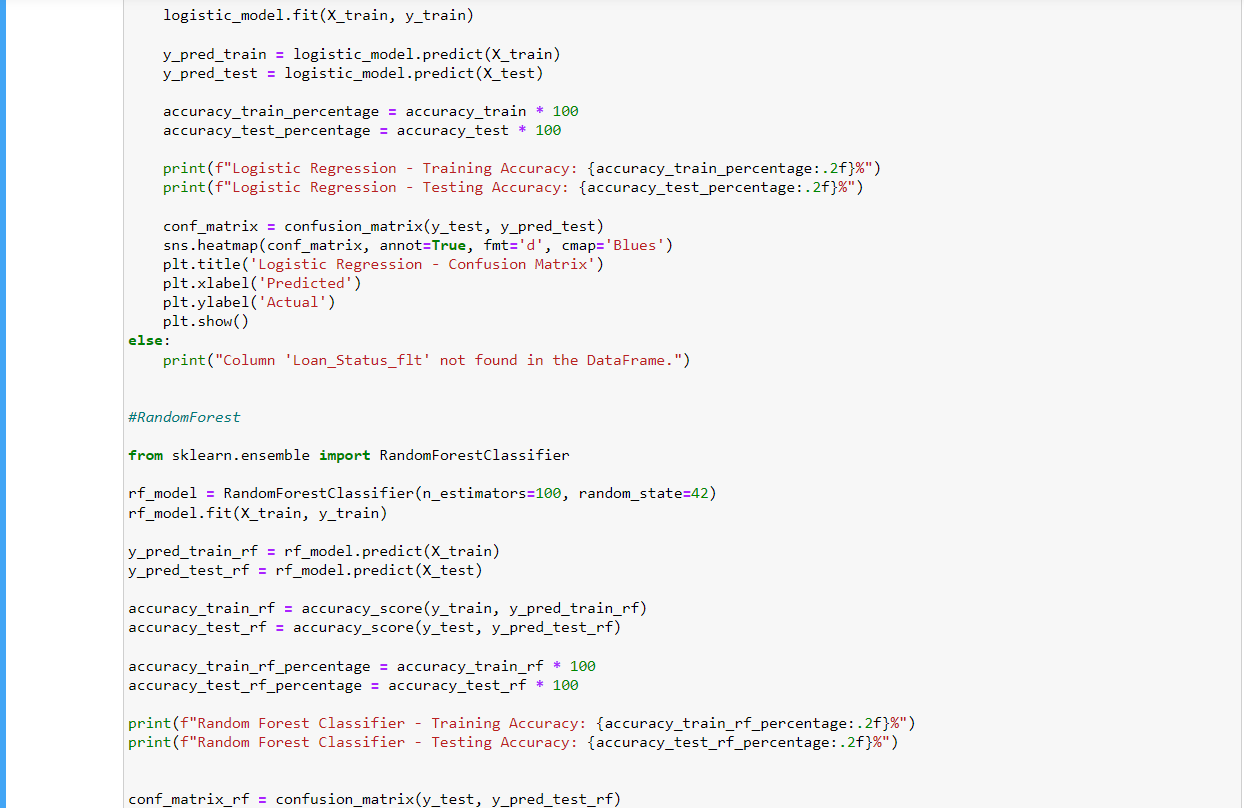 logistic_model.fit(X_train, y_train)
y_pred_train = logistic_model.predict(X_train)
y_pred_test = logistic_model.predict(X_test)
accuracy_train_percentage = accuracy_train * 100
accuracy_test_percentage = accuracy_test * 100
print(f"Logistic Regression - Training Accuracy: {accuracy_train_percentage:.2f}%")
print(f"Logistic Regression - Testing Accuracy: {accuracy_test_percentage:.2f}%")
conf_matrix = confusion_matrix(y_test, y_pred_test)
sns.heatmap(conf_matrix, annot=True, fmt='d', cmap='Blues')
plt.title('Logistic Regression - Confusion Matrix')
plt.xlabel('Predicted')
plt.ylabel('Actual')
plt.show()
else:
print("Column 'Loan_Status_flt' not found in the DataFrame.")
#RandomForest
from sklearn.ensemble import RandomForestClassifier
rf_model = RandomForestClassifier(n_estimators=100, random_state=42)
rf_model.fit(X_train, y_train)
y_pred_train_rf = rf_model.predict(X_train)
y_pred_test_rf = rf_model.predict(X_test)
accuracy_train_rf = accuracy_score(y_train, y_pred_train_rf)
accuracy_test_rf = accuracy_score(y_test, y_pred_test_rf)
accuracy_train_rf_percentage = accuracy_train_rf * 100
accuracy_test_rf_percentage = accuracy_test_rf * 100
print(f"Random Forest Classifier - Training Accuracy: {accuracy_train_rf_percentage:.2f}%")
print(f"Random Forest Classifier - Testing Accuracy: {accuracy_test_rf_percentage:.2f}%")
conf_matrix_rf = confusion_matrix(y_test, y_pred_test_rf)